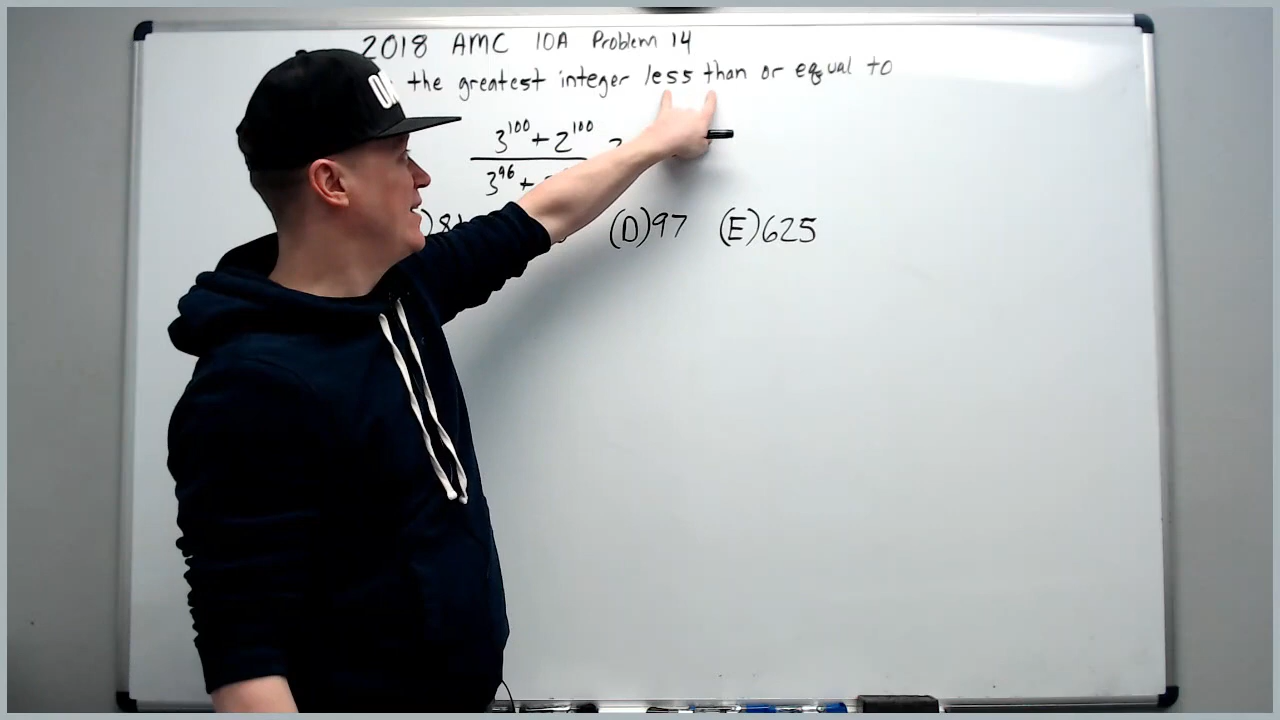 2018 AMC 10A Problem 14
the greatest integer less than or equal to
3^100 + 2^100
3^96 +
(D) 97 (E) 625